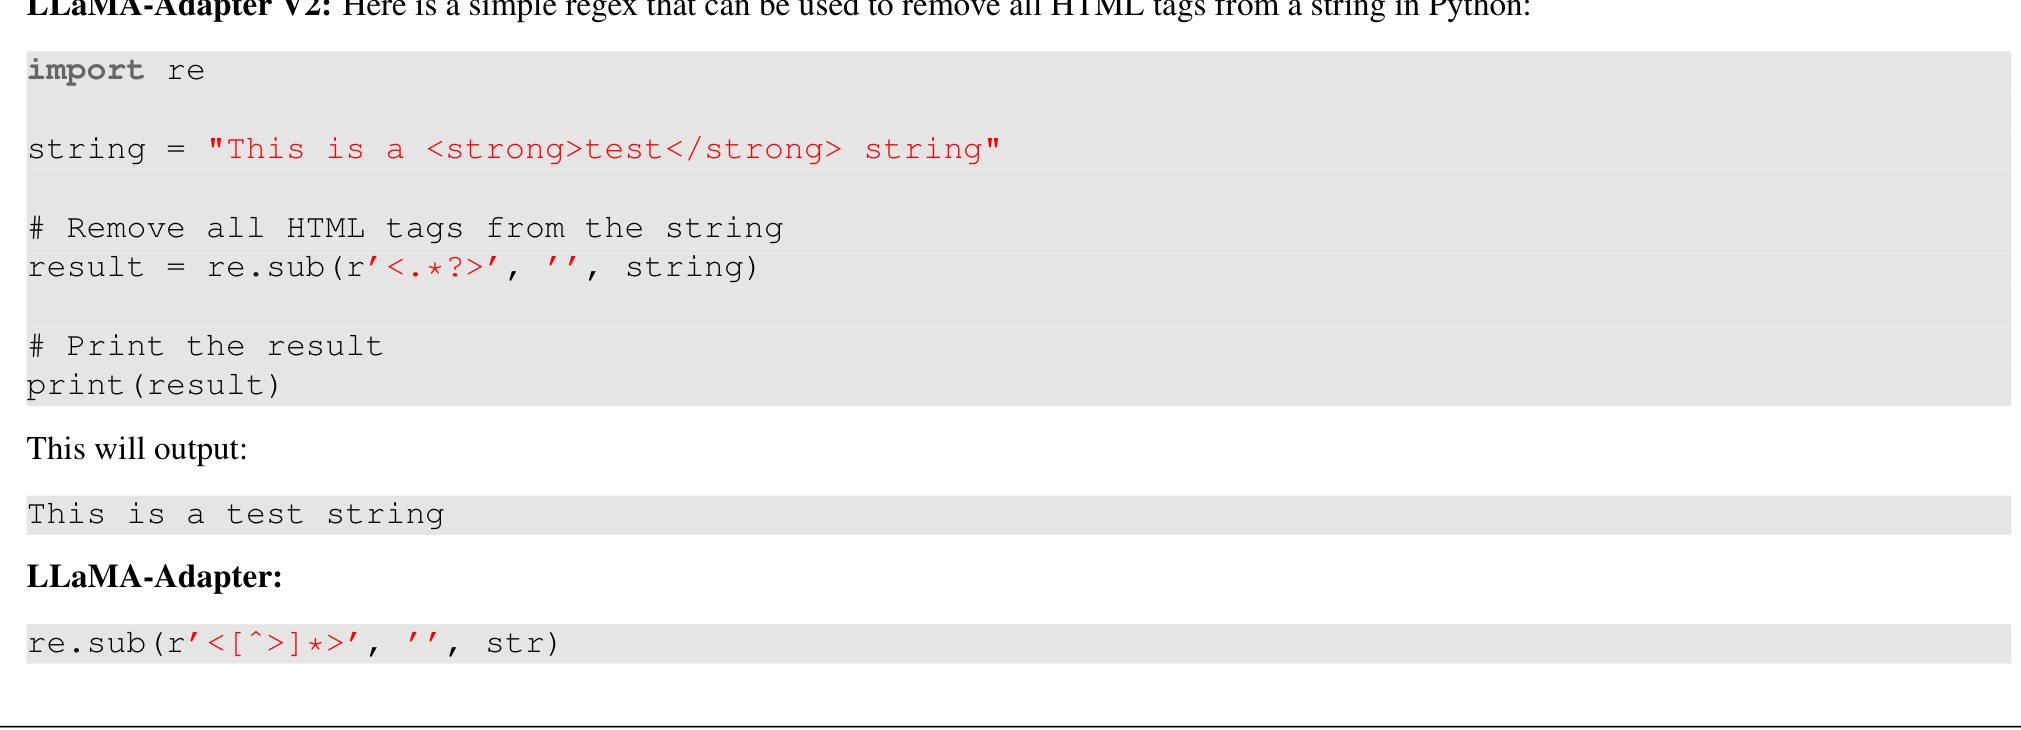 LLaMA-Adapter V2: Here is a simple regex that can be used to remove all HTML tags from a string in Python:
import re
string = "This is a <strong>test</strong> string"
# Remove all HTML tags from the string
result = re.sub(r'<.*?>', '', string)
# Print the result
print(result)
This will output:
This is a test string
LLaMA-Adapter:
re.sub(r'<[^>]*>', '', str)